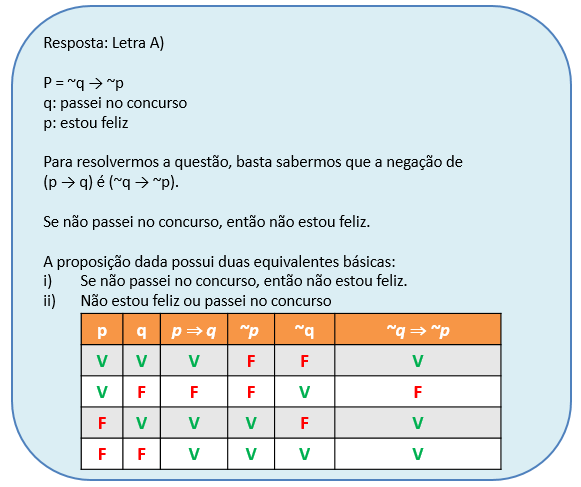 Resposta: Letra A)
P = ~q → ~p
q: passei no concurso
p: estou feliz
Para resolvermos a questão, basta sabermos que a negação de
(p → q) é (~q → ~p).
Se não passei no concurso, então não estou feliz.
A proposição dada possui duas equivalentes básicas:
i) Se não passei no concurso, então não estou feliz.
ii) Não estou feliz ou passei no concurso
p q p ⇒ q ~p ~q ~q ⇒ ~p
V V V F F V
V F F F V F
F V V V F V
F F V V V V